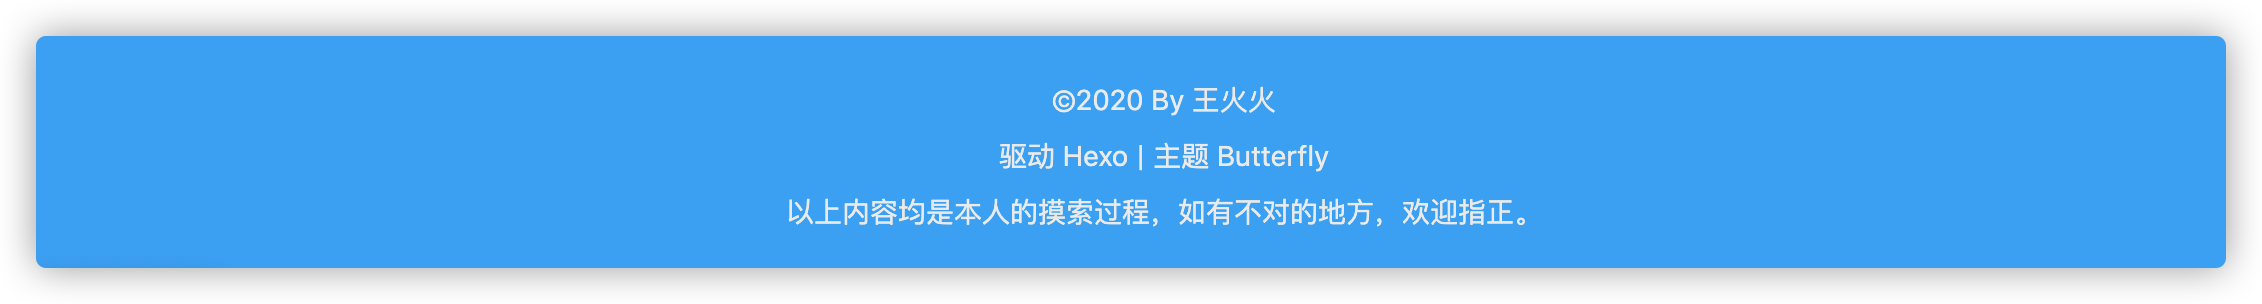 ©2020 By 王火火
驱动 Hexo | 主题 Butterfly
以上内容均是本人的摸索过程，如有不对的地方，欢迎指正。